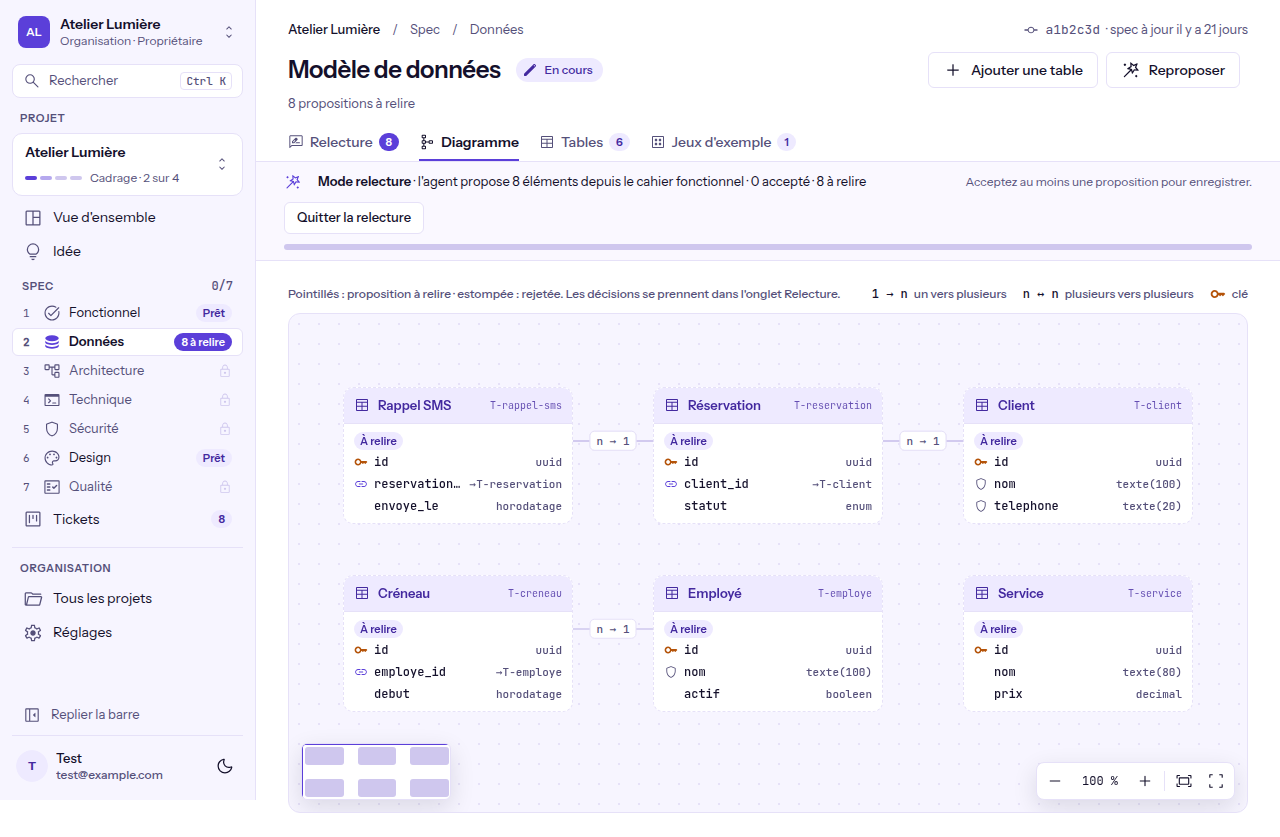 AL
Atelier Lumière
Organisation · Propriétaire
Rechercher
Ctrl K
PROJET
Atelier Lumière
Cadrage · 2 sur 4
Vue d'ensemble
Idée
SPEC 0/7
1 Fonctionnel Prêt
2 Données 8 à relire
3 Architecture
4 Technique
5 Sécurité
6 Design Prêt
7 Qualité
Tickets 8
ORGANISATION
Tous les projets
Réglages
Replier la barre
T
Test
test@example.com
Atelier Lumière / Spec / Données
a1b2c3d · spec à jour il y a 21 jours
Modèle de données
En cours
Ajouter une table
Reproposer
8 propositions à relire
Relecture 8
Diagramme
Tables 6
Jeux d'exemple 1
Mode relecture · l'agent propose 8 éléments depuis le cahier fonctionnel · 0 accepté · 8 à relire
Acceptez au moins une proposition pour enregistrer.
Quitter la relecture
Pointillés : proposition à relire · estompée : rejetée. Les décisions se prennent dans l'onglet Relecture.
1 → n un vers plusieurs
n ↔ n plusieurs vers plusieurs
clé
Rappel SMS T-rappel-sms
À relire
id uuid
reservation… →T-reservation
envoye_le horodatage
n → 1
Réservation T-reservation
À relire
id uuid
client_id →T-client
statut enum
n → 1
Client T-client
À relire
id uuid
nom texte(100)
telephone texte(20)
Créneau T-creneau
À relire
id uuid
employe_id →T-employe
debut horodatage
n → 1
Employé T-employe
À relire
id uuid
nom texte(100)
actif booleen
Service T-service
À relire
id uuid
nom texte(80)
prix decimal
100 %